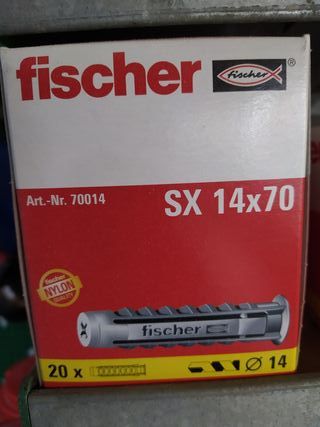 fischer
fischer ®
Art.-Nr. 70014
SX 14x70
fischer
NYLON
fischer
20 x
Ø 14